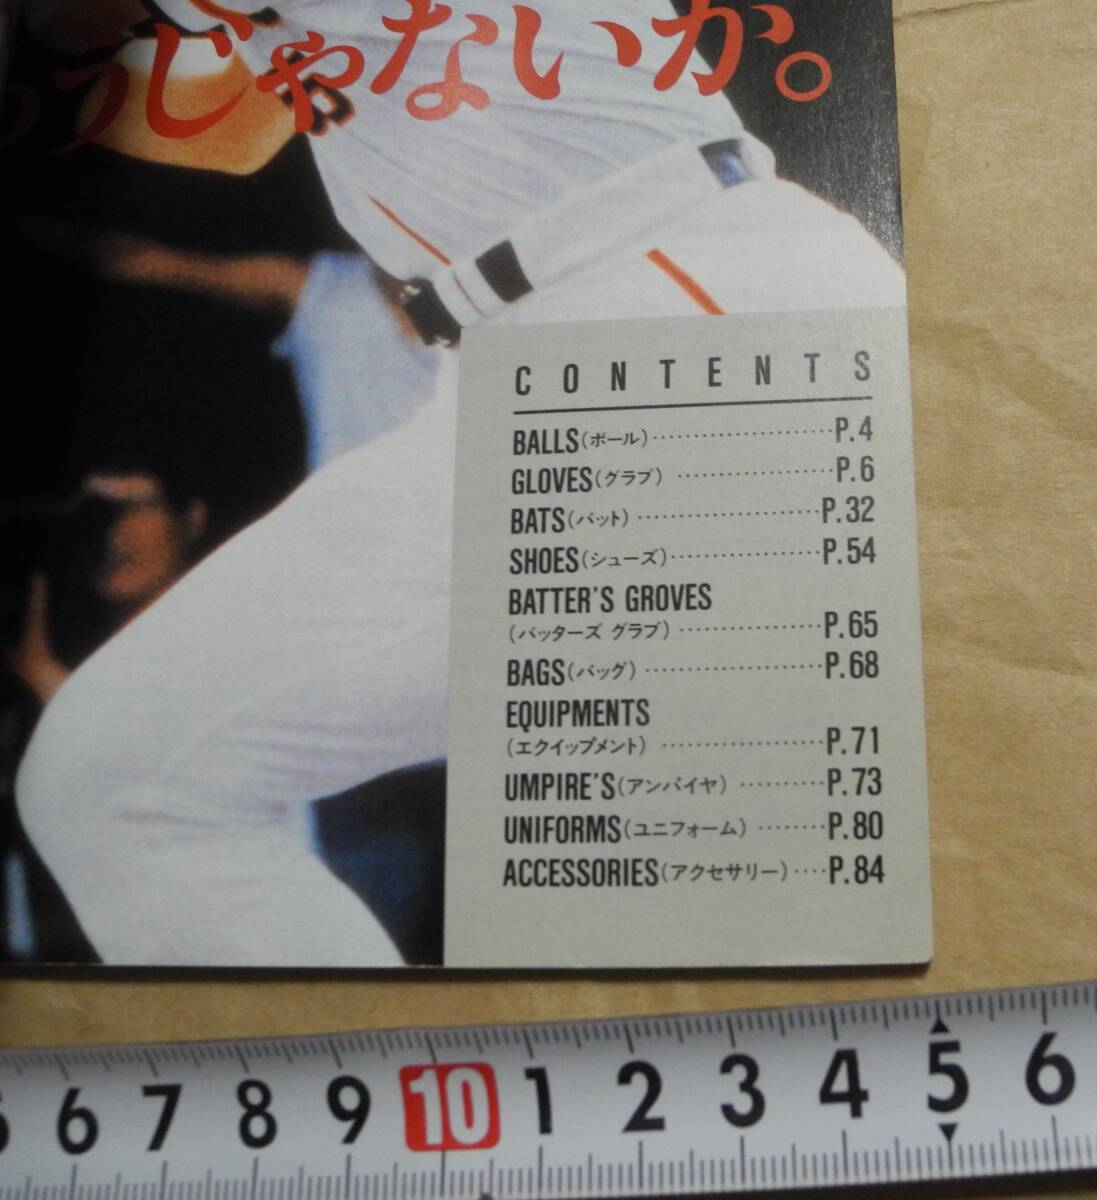 うじゃないか。
CONTENTS
BALLS(ボール)·····················P.4
GLOVES(グラブ)···················P.6
BATS(バット)······················P.32
SHOES(シューズ)··················P.54
BATTER'S GROVES
(バッターズ グラブ)·················P.65
BAGS(バッグ)·····················P.68
EQUIPMENTS
(エクイップメント)···················P.71
UMPIRE'S(アンパイヤ)··········P.73
UNIFORMS(ユニフォーム)········P.80
ACCESSORIES(アクセサリー)····P.84
6 7 8 9 10 1 2 3 4 5 6